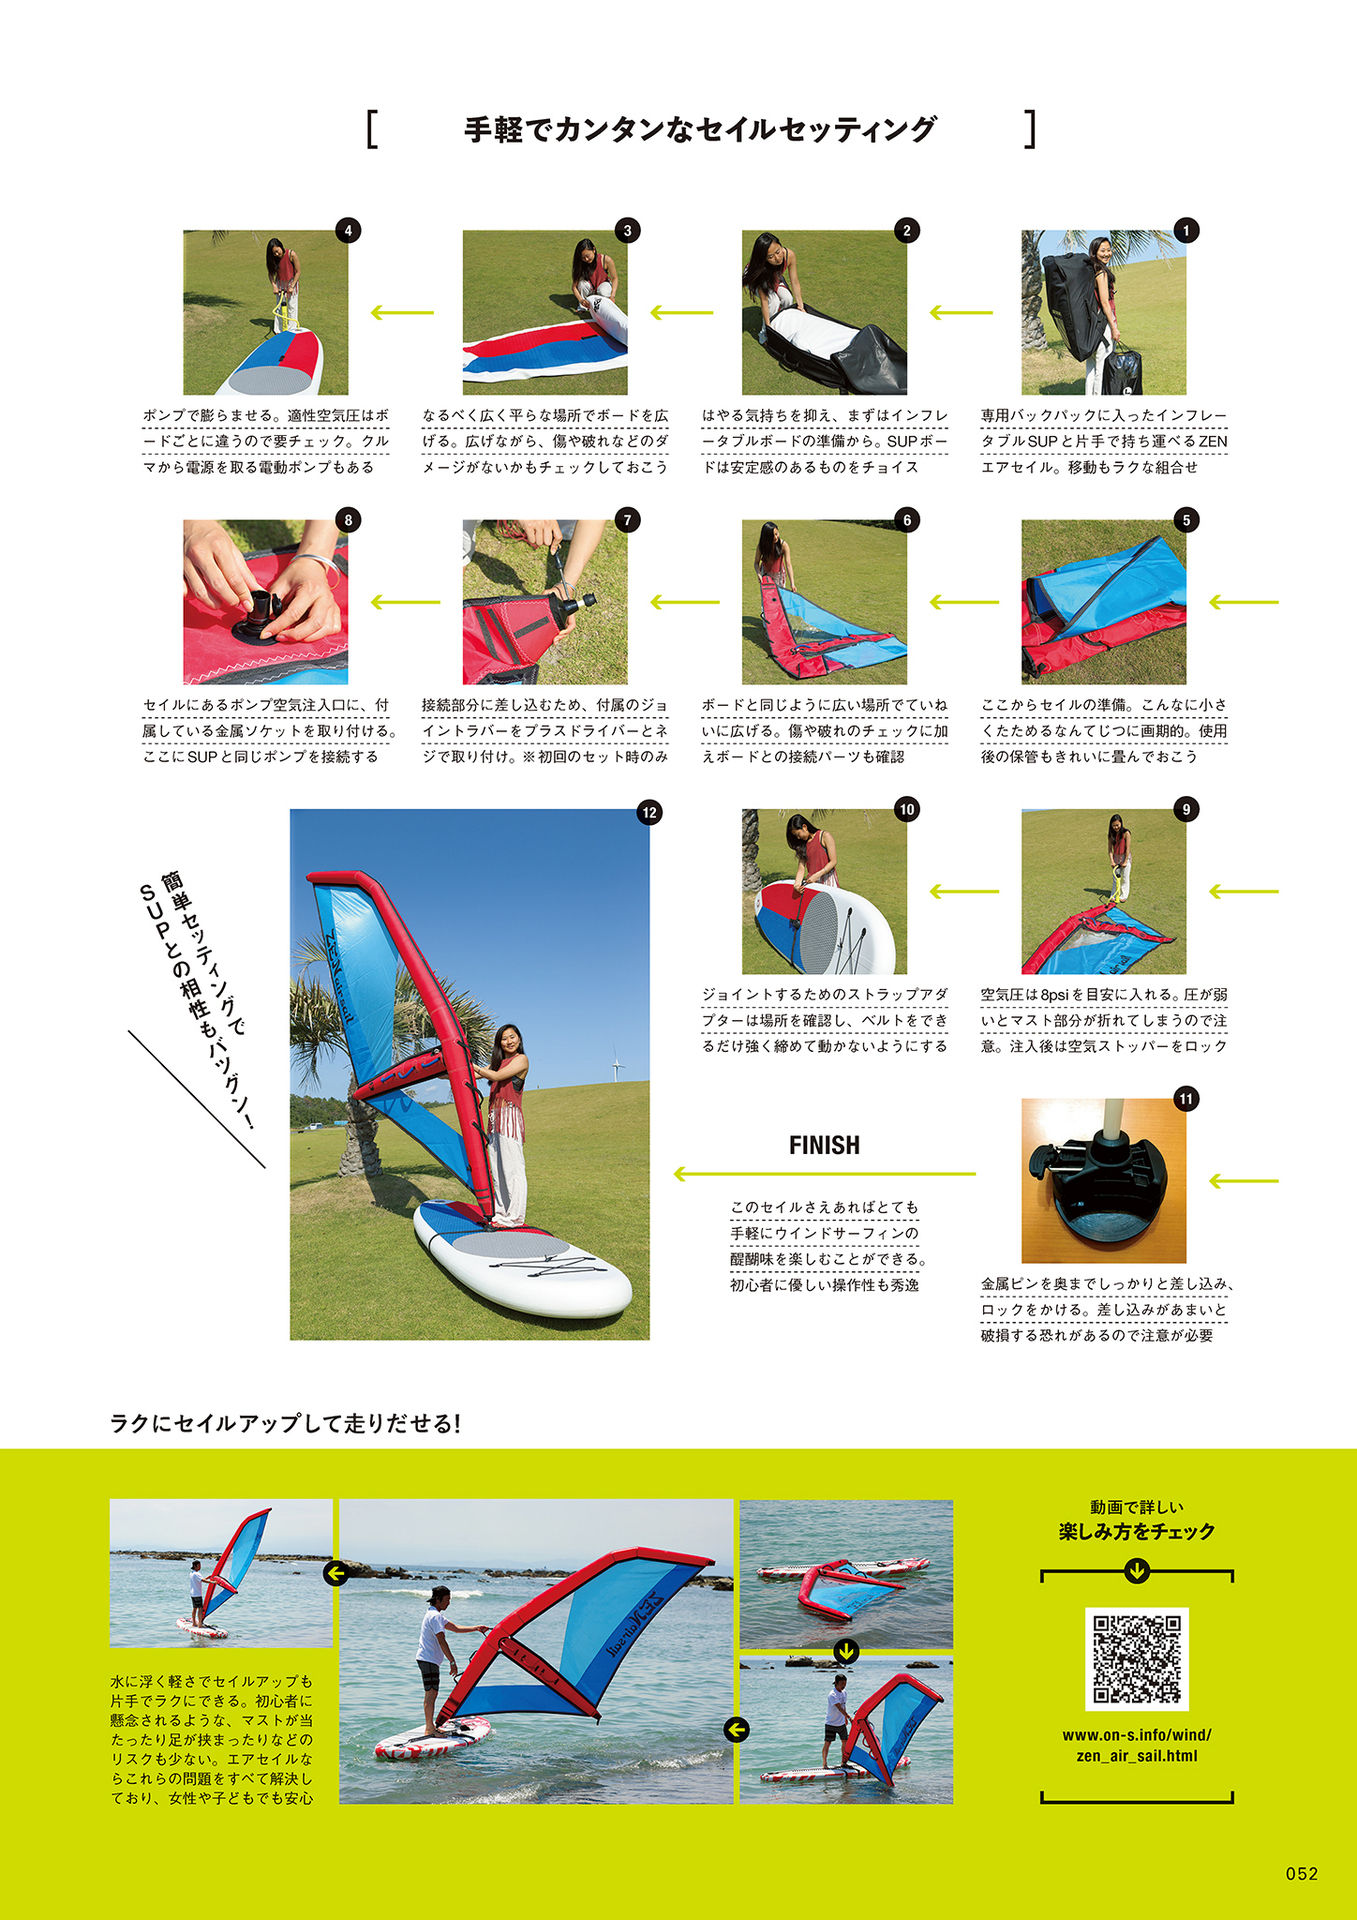 手軽でカンタンなセイルセッティング
1
専用バックパックに入ったインフレー
タブルSUPと片手で持ち運べるZEN
エアセイル。移動もラクな組合せ
2
はやる気持ちを抑え、まずはインフレ
ータブルボードの準備から。SUPボー
ドは安定感のあるものをチョイス
3
なるべく広く平らな場所でボードを広
げる。広げながら、傷や破れなどのダ
メージがないかもチェックしておこう
4
ポンプで膨らませる。適性空気圧はボ
ードごとに違うので要チェック。クル
マから電源を取る電動ポンプもある
5
ここからセイルの準備。こんなに小さ
くたためるなんてじつに画期的。使用
後の保管もきれいに畳んでおこう
6
ボードと同じように広い場所でていね
いに広げる。傷や破れのチェックに加
えボードとの接続パーツも確認
7
接続部分に差し込むため、付属のジョ
イントラバーをプラスドライバーとネ
ジで取り付け。※初回のセット時のみ
8
セイルにあるポンプ空気注入口に、付
属している金属ソケットを取り付ける。
ここにSUPと同じポンプを接続する
9
ZEN air sail
空気圧は8psiを目安に入れる。圧が弱
いとマスト部分が折れてしまうので注
意。注入後は空気ストッパーをロック
10
ジョイントするためのストラップアダ
プターは場所を確認し、ベルトをでき
るだけ強く締めて動かないようにする
11
金属ピンを奥までしっかりと差し込み、
ロックをかける。差し込みがあまいと
破損する恐れがあるので注意が必要
FINISH
このセイルさえあればとても
手軽にウインドサーフィンの
醍醐味を楽しむことができる。
初心者に優しい操作性も秀逸
12
ZEN air sail
簡単セッティングで
SUPとの相性もバツグン！
ラクにセイルアップして走りだせる！
ZEN air sail
水に浮く軽さでセイルアップも
片手でラクにできる。初心者に
懸念されるような、マストが当
たったり足が挟まったりなどの
リスクも少ない。エアセイルな
らこれらの問題をすべて解決し
ており、女性や子どもでも安心
動画で詳しい
楽しみ方をチェック
www.on-s.info/wind/
zen_air_sail.html
052